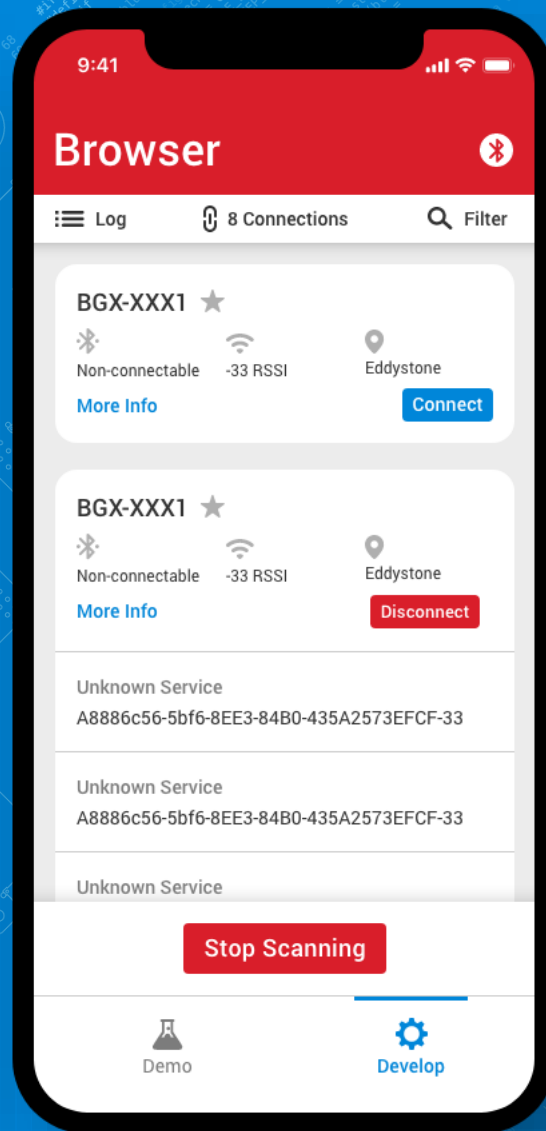 9:41
Browser
Log 8 Connections Filter
BGX-XXX1
Non-connectable -33 RSSI Eddystone
More Info Connect
BGX-XXX1
Non-connectable -33 RSSI Eddystone
More Info Disconnect
Unknown Service
A8886c56-5bf6-8EE3-84B0-435A2573EFCF-33
Unknown Service
A8886c56-5bf6-8EE3-84B0-435A2573EFCF-33
Unknown Service
Stop Scanning
Demo Develop